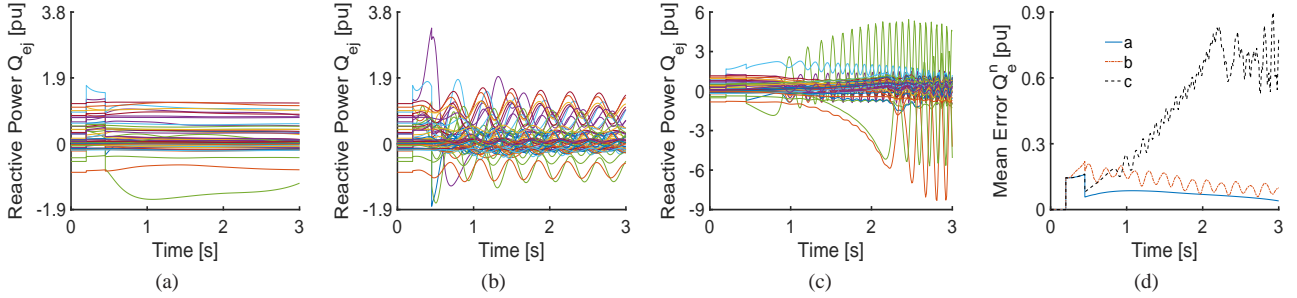 Reactive Power Q_ej [pu]
3.8
1.9
0
-1.9
0 1 2 3
Time [s]
(a)
Reactive Power Q_ej [pu]
3.8
1.9
0
-1.9
0 1 2 3
Time [s]
(b)
Reactive Power Q_ej [pu]
6
3
0
-3
-6
-9
0 1 2 3
Time [s]
(c)
Mean Error Q_e^n [pu]
0.9
0.6
0.3
0
a
b
c
0 1 2 3
Time [s]
(d)